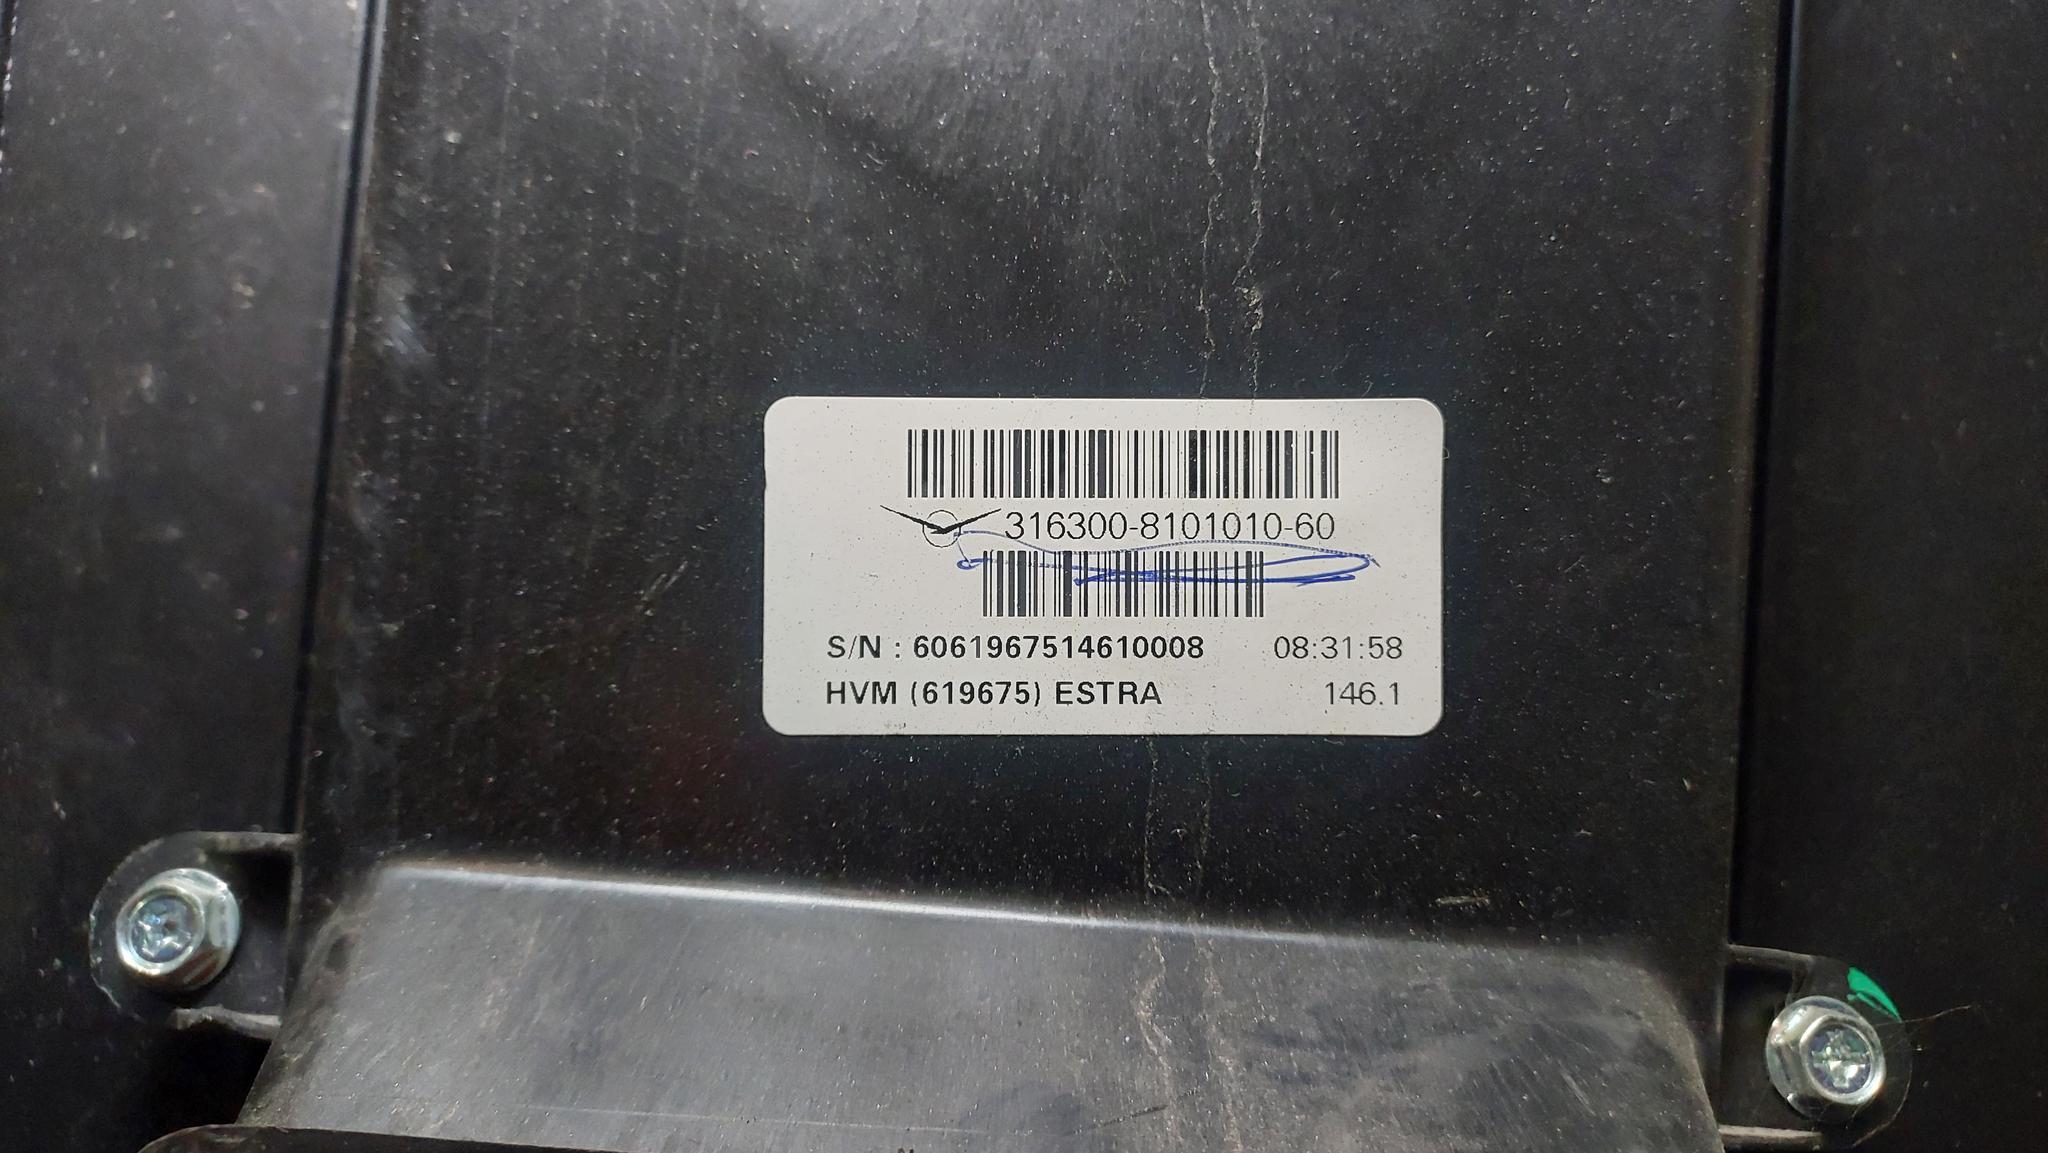 316300-8101010-60
S/N : 6061967514610008 08:31:58
HVM (619675) ESTRA 146.1